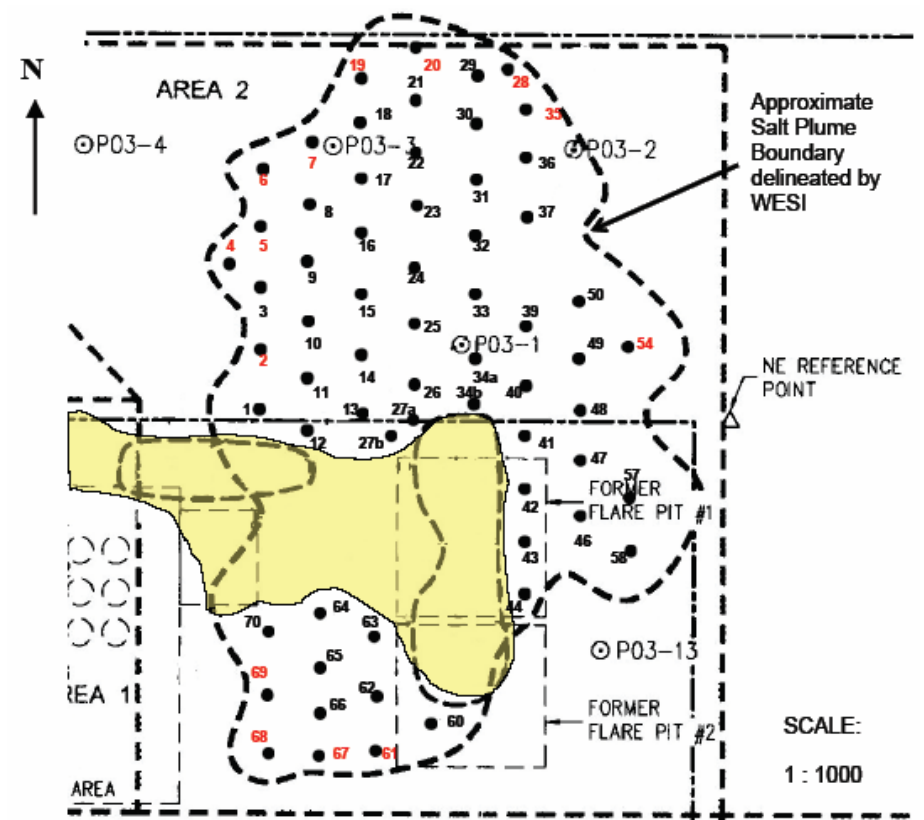 N
AREA 2
19
20
29
28
21
35
18
30
Approximate
Salt Plume
Boundary
delineated by
WESI
P03-4
P03-3
P03-2
7
22
36
6
17
31
8
23
37
4
5
16
32
9
24
50
3
15
33
39
25
P03-1
49
54
NE REFERENCE
POINT
2
10
14
34a
11
26
34b
40
1
13
27a
48
12
27b
41
47
57
FORMER
FLARE PIT #1
42
46
43
58
44
64
70
63
P03-13
65
69
62
REA 1
66
60
FORMER
FLARE PIT #2
SCALE:
68
67
61
1 : 1000
AREA